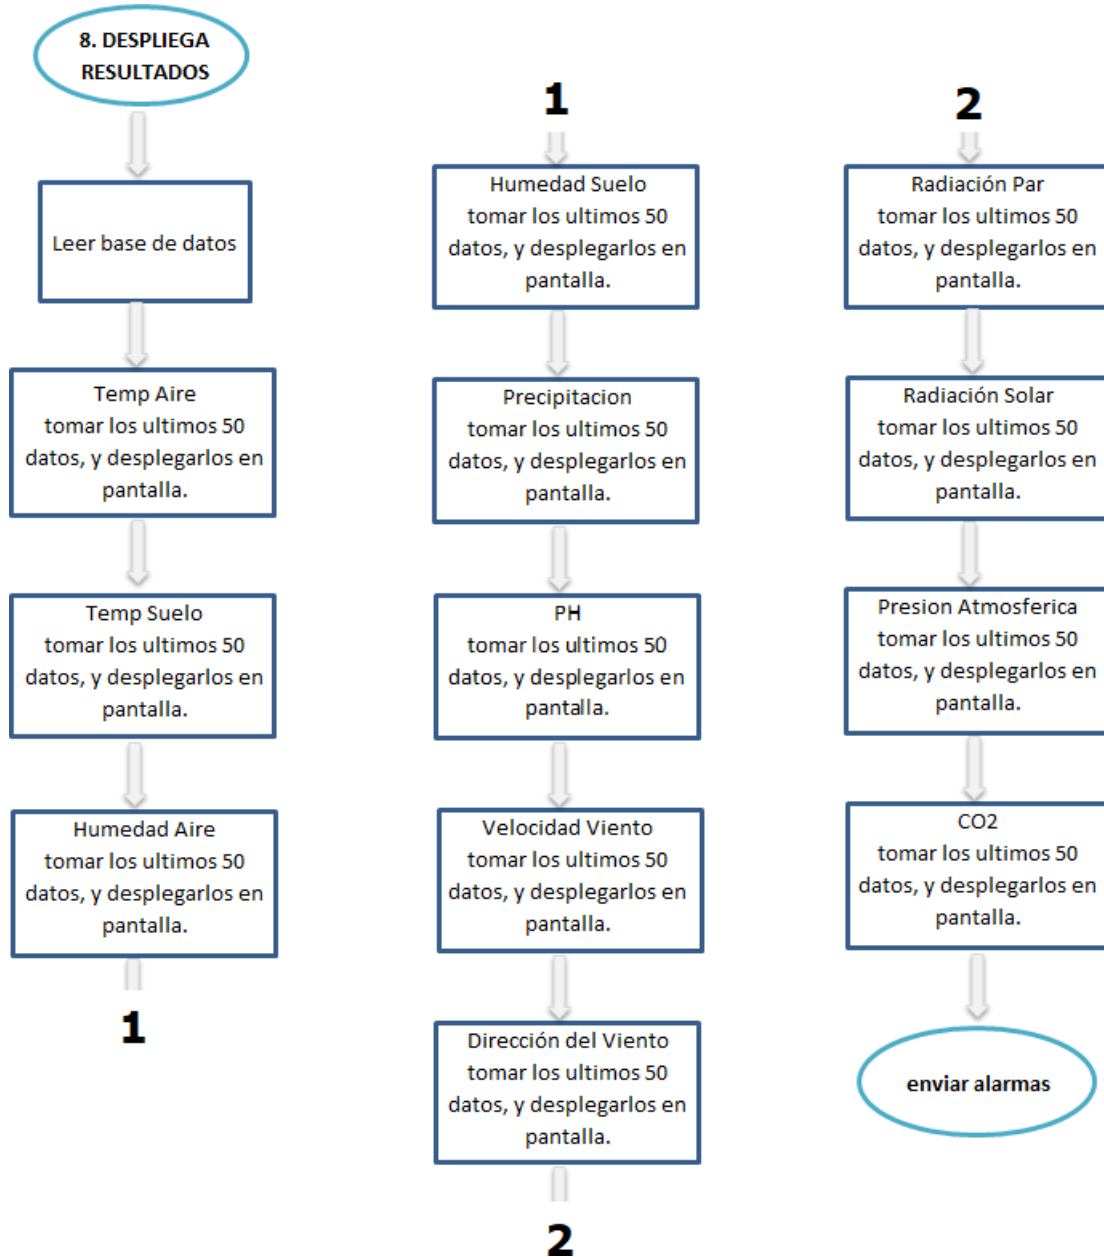 8. DESPLIEGA
RESULTADOS
Leer base de datos
Temp Aire
tomar los ultimos 50
datos, y desplegarlos en
pantalla.
Temp Suelo
tomar los ultimos 50
datos, y desplegarlos en
pantalla.
Humedad Aire
tomar los ultimos 50
datos, y desplegarlos en
pantalla.
1
1
Humedad Suelo
tomar los ultimos 50
datos, y desplegarlos en
pantalla.
Precipitacion
tomar los ultimos 50
datos, y desplegarlos en
pantalla.
PH
tomar los ultimos 50
datos, y desplegarlos en
pantalla.
Velocidad Viento
tomar los ultimos 50
datos, y desplegarlos en
pantalla.
Dirección del Viento
tomar los ultimos 50
datos, y desplegarlos en
pantalla.
2
2
Radiación Par
tomar los ultimos 50
datos, y desplegarlos en
pantalla.
Radiación Solar
tomar los ultimos 50
datos, y desplegarlos en
pantalla.
Presion Atmosferica
tomar los ultimos 50
datos, y desplegarlos en
pantalla.
CO2
tomar los ultimos 50
datos, y desplegarlos en
pantalla.
enviar alarmas